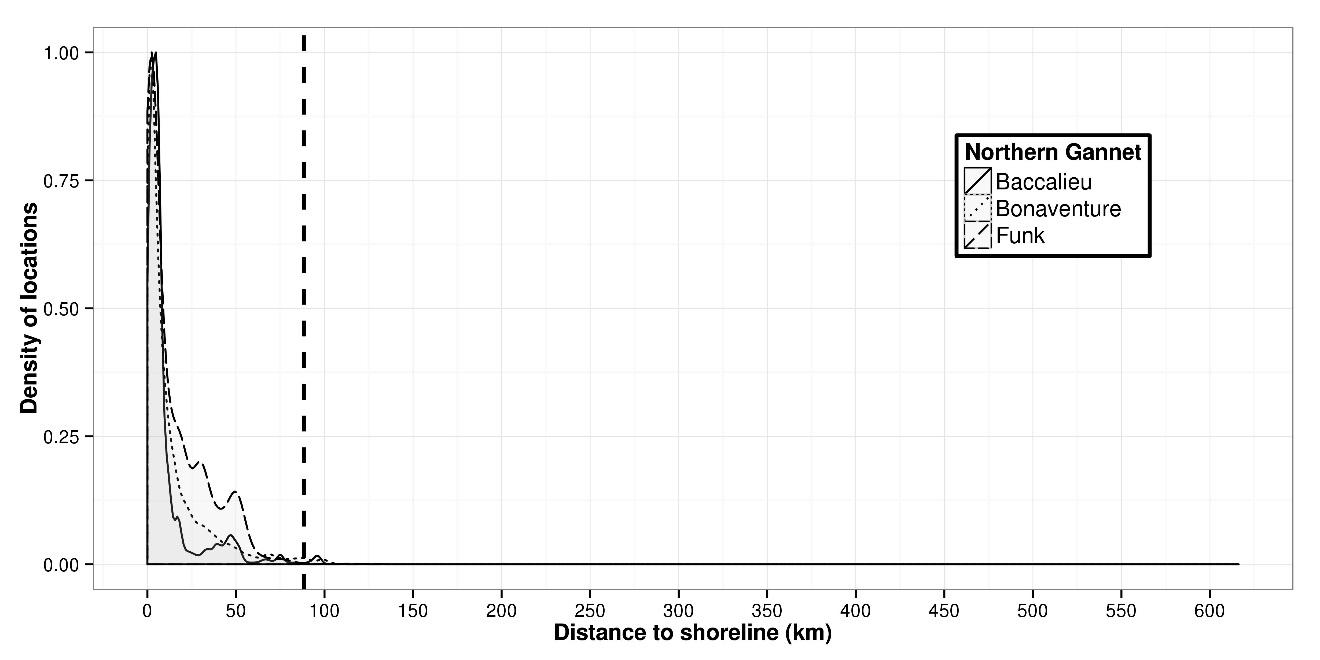 1.00
0.75
0.50
0.25
0.00
Density of locations
Northern Gannet
Baccalieu
Bonaventure
Funk
0 50 100 150 200 250 300 350 400 450 500 550 600
Distance to shoreline (km)